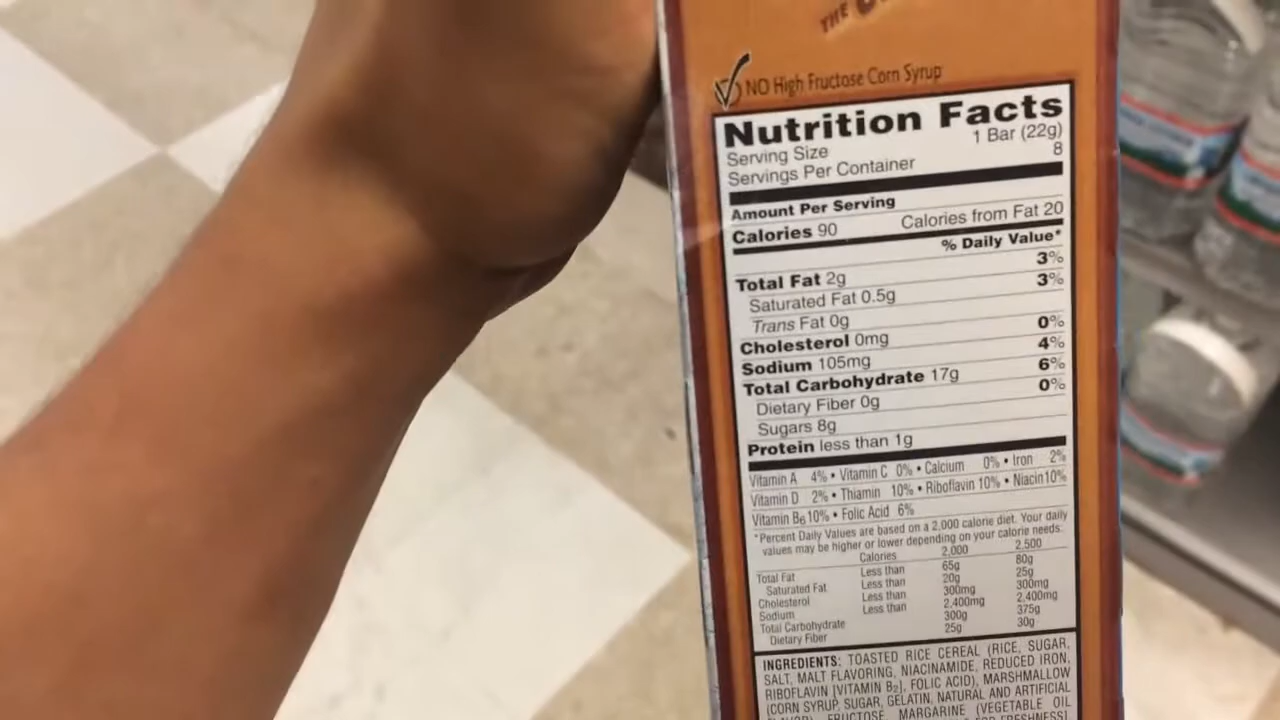 THE
NO High Fructose Corn Syrup
Nutrition Facts
Serving Size 1 Bar (22g)
Servings Per Container 8
Amount Per Serving
Calories 90 Calories from Fat 20
% Daily Value*
Total Fat 2g 3%
Saturated Fat 0.5g 3%
Trans Fat 0g
Cholesterol 0mg 0%
Sodium 105mg 4%
Total Carbohydrate 17g 6%
Dietary Fiber 0g 0%
Sugars 8g
Protein less than 1g
Vitamin A 4% • Vitamin C 0% • Calcium 0% • Iron 2%
Vitamin D 2% • Thiamin 10% • Riboflavin 10% • Niacin 10%
Vitamin B6 10% • Folic Acid 6%
*Percent Daily Values are based on a 2,000 calorie diet. Your daily
values may be higher or lower depending on your calorie needs:
Calories 2,000 2,500
Total Fat Less than 65g 80g
Saturated Fat Less than 20g 25g
Cholesterol Less than 300mg 300mg
Sodium Less than 2,400mg 2,400mg
Total Carbohydrate 300g 375g
Dietary Fiber 25g 30g
INGREDIENTS: TOASTED RICE CEREAL (RICE, SUGAR,
SALT, MALT FLAVORING, NIACINAMIDE, REDUCED IRON,
RIBOFLAVIN [VITAMIN B2], FOLIC ACID), MARSHMALLOW
(CORN SYRUP, SUGAR, GELATIN, NATURAL AND ARTIFICIAL
FRUCTOSE, MARGARINE (VEGETABLE OIL
FOR FRESHNESS],